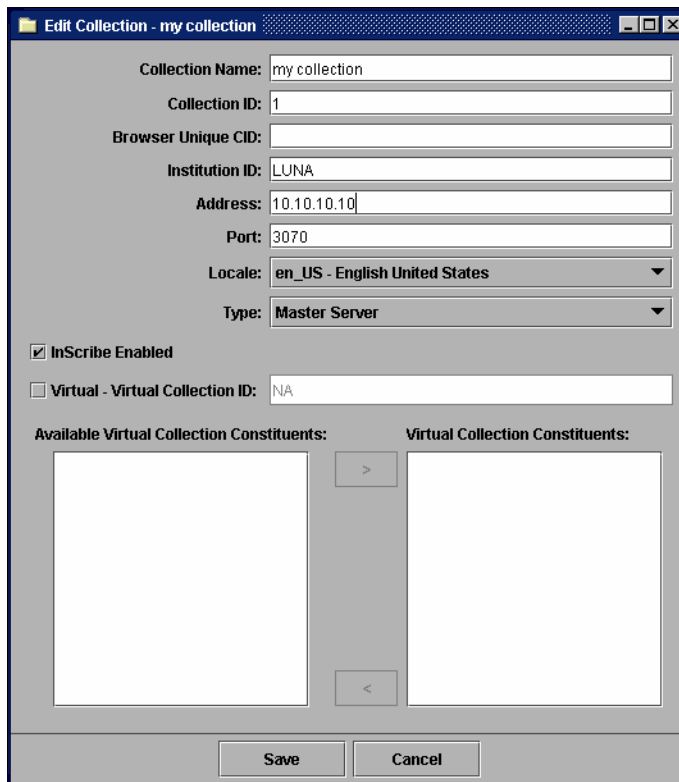 Edit Collection - my collection
Collection Name: my collection
Collection ID: 1
Browser Unique CID:
Institution ID: LUNA
Address: 10.10.10.10
Port: 3070
Locale: en_US - English United States
Type: Master Server
InScribe Enabled
Virtual - Virtual Collection ID: NA
Available Virtual Collection Constituents: Virtual Collection Constituents:
>
<
Save Cancel